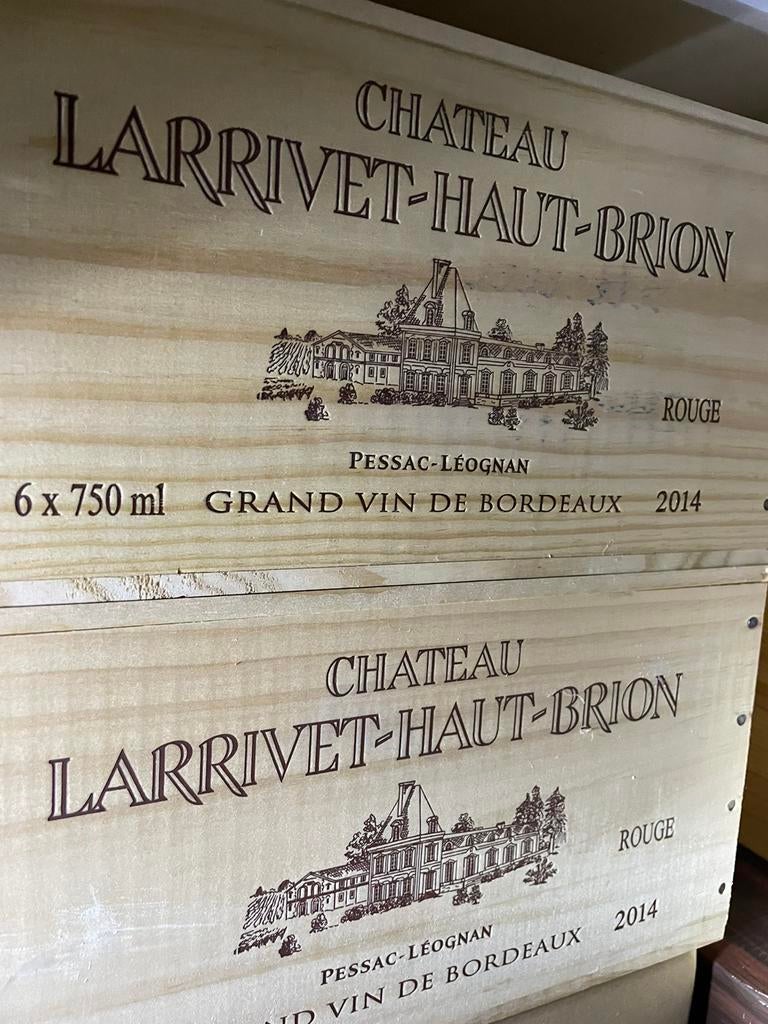 CHATEAU
LARRIVET-HAUT-BRION
ROUGE
PESSAC-LÉOGNAN
6 x 750 ml GRAND VIN DE BORDEAUX 2014
CHATEAU
LARRIVET-HAUT-BRION
ROUGE
PESSAC-LÉOGNAN
VIN DE BORDEAUX 2014